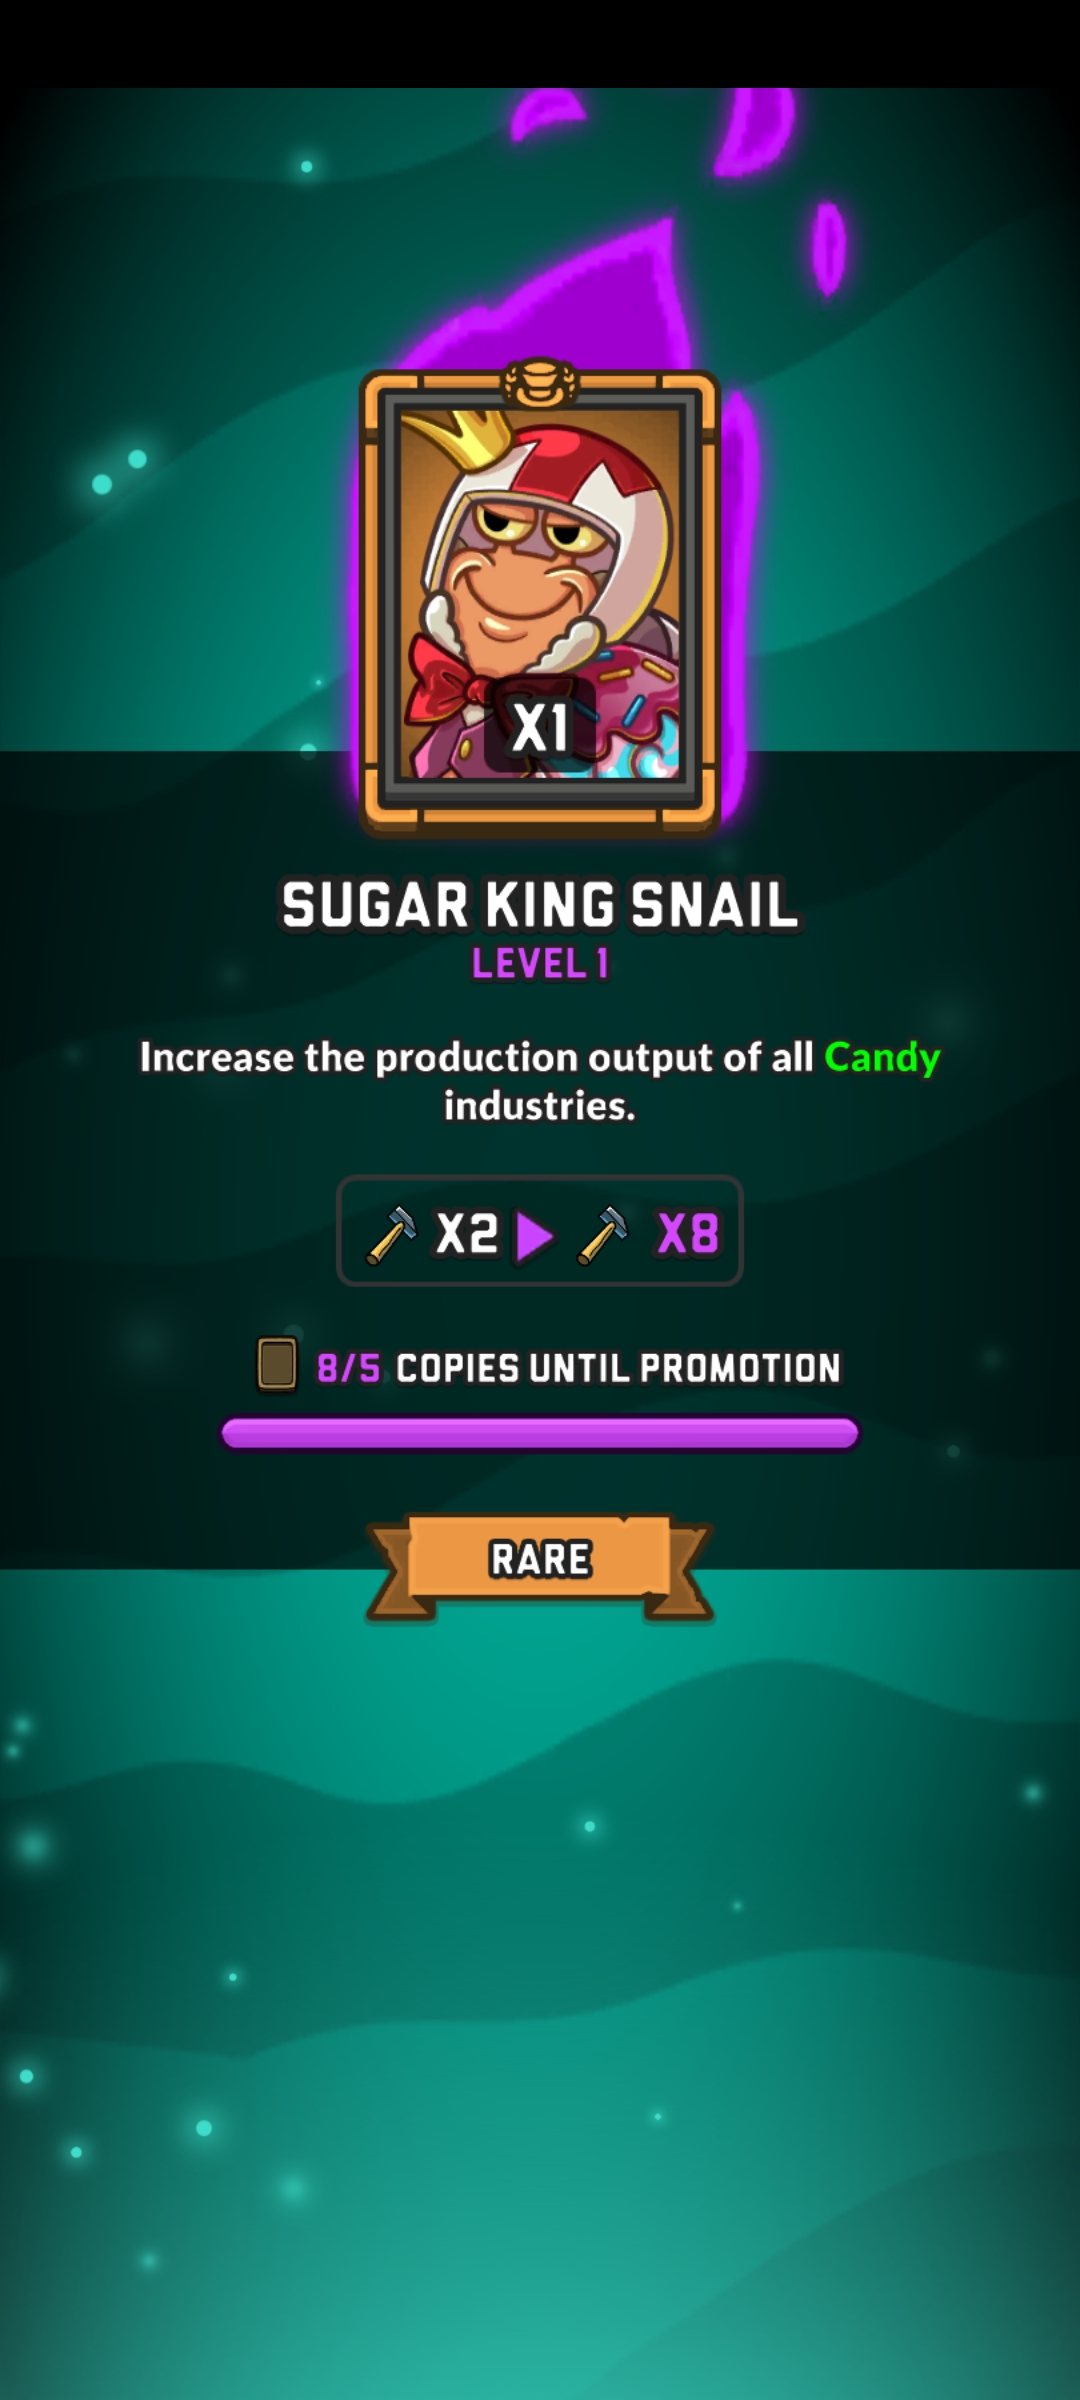 X1
SUGAR KING SNAIL
LEVEL 1
Increase the production output of all Candy
industries.
X2 X8
8/5 COPIES UNTIL PROMOTION
RARE